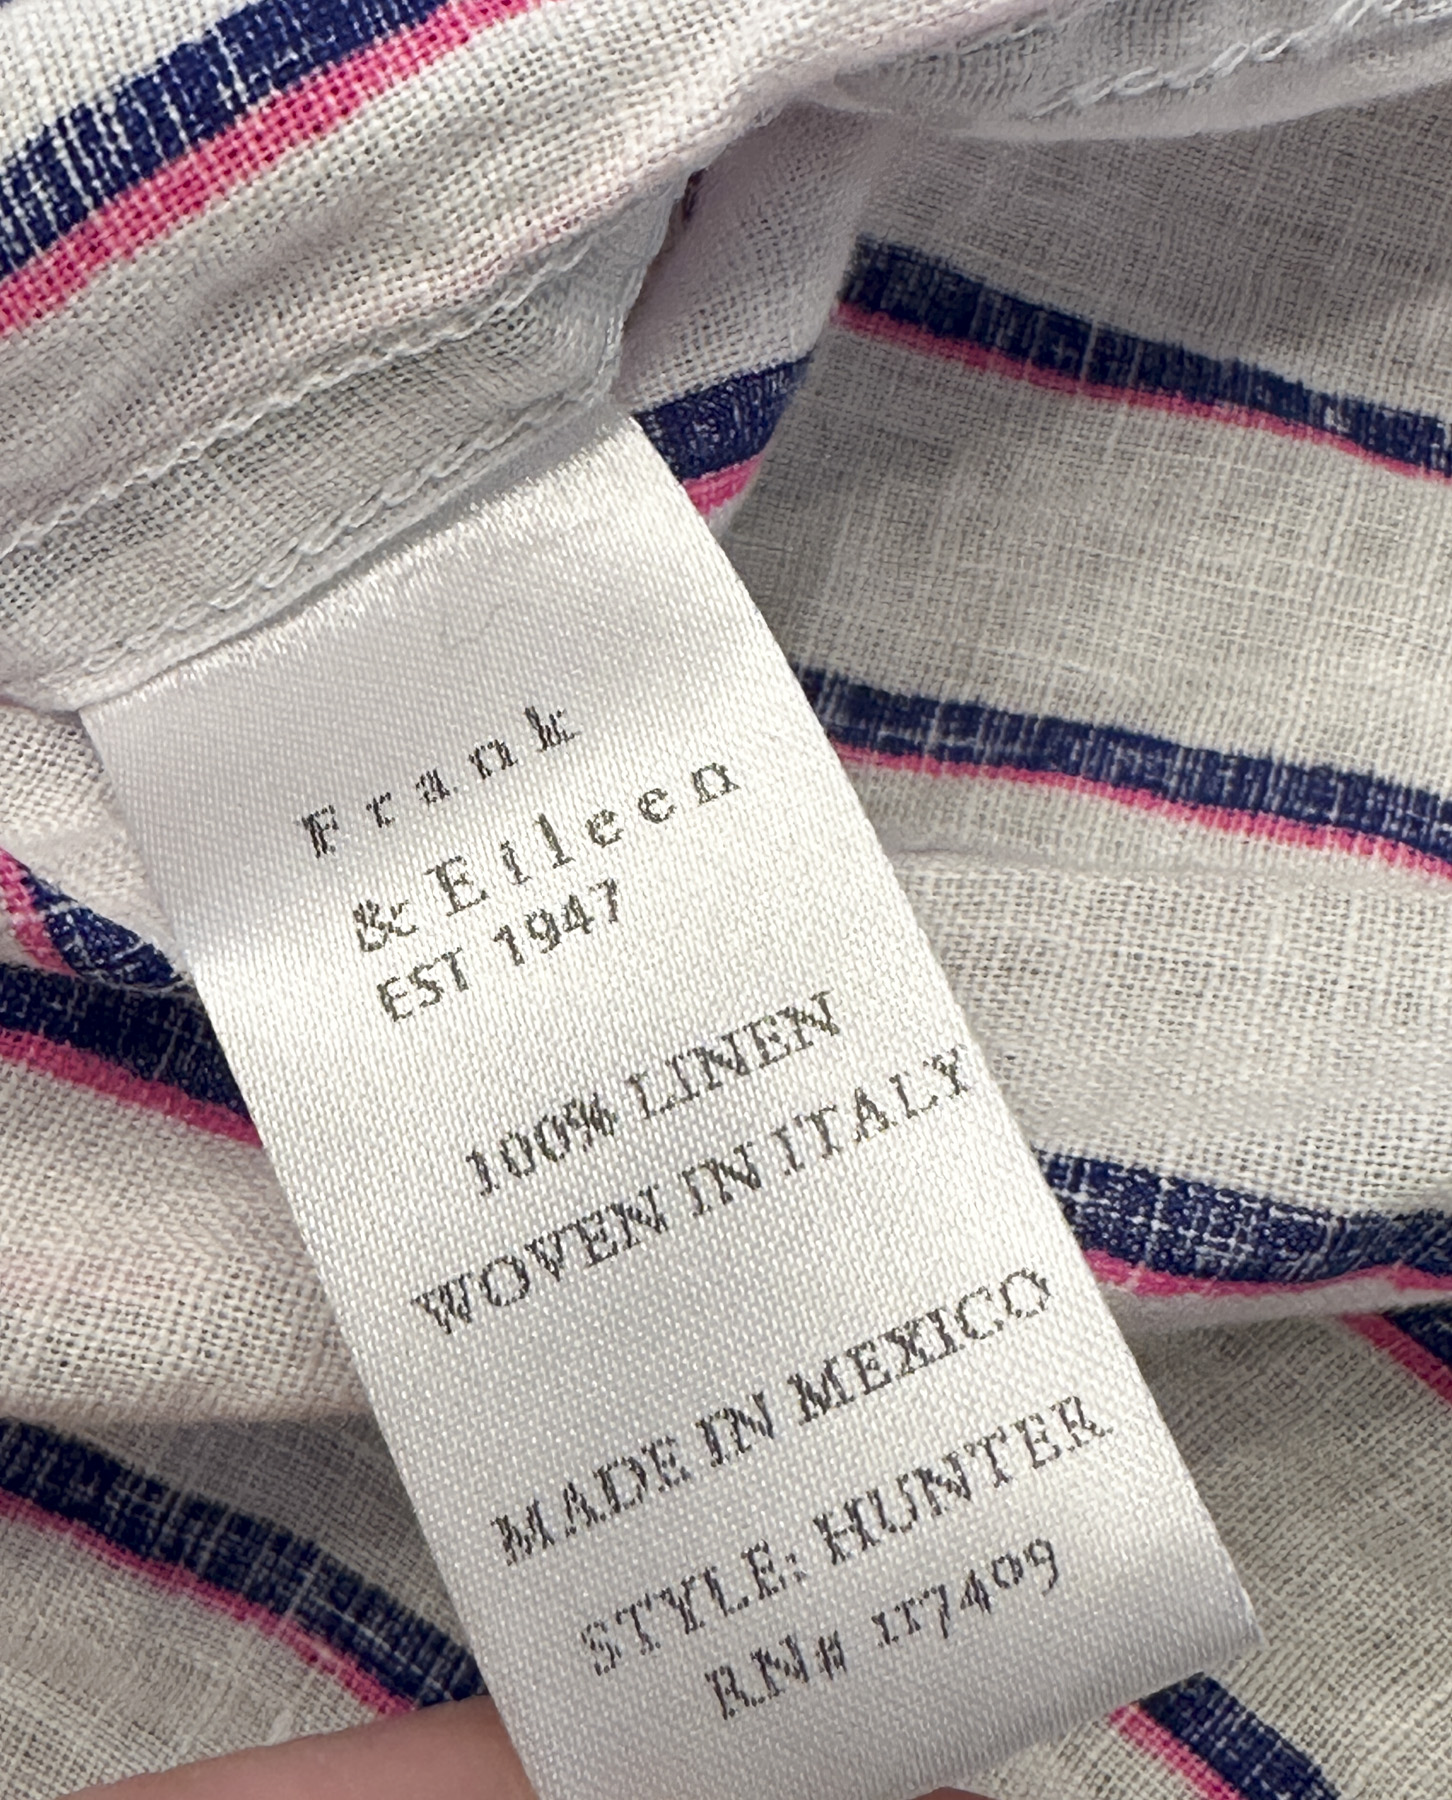 Frank
& Eileen
EST 1947
100% LINEN
WOVEN IN ITALY
MADE IN MEXICO
STYLE: HUNTER
RN# 117409